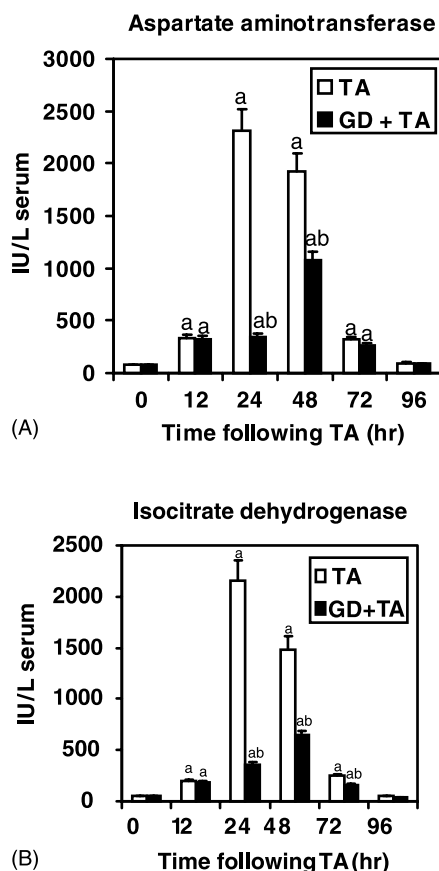 Aspartate aminotransferase
3000
2500
2000
1500
1000
500
0
IU/L serum
TA
GD + TA
a
a
a
ab
a
ab
a
a
0 12 24 48 72 96
(A)
Time following TA (hr)
Isocitrate dehydrogenase
2500
2000
1500
1000
500
0
IU/L serum
TA
GD+TA
a
a
a
ab
a
ab
a
ab
0 12 24 48 72 96
(B)
Time following TA (hr)